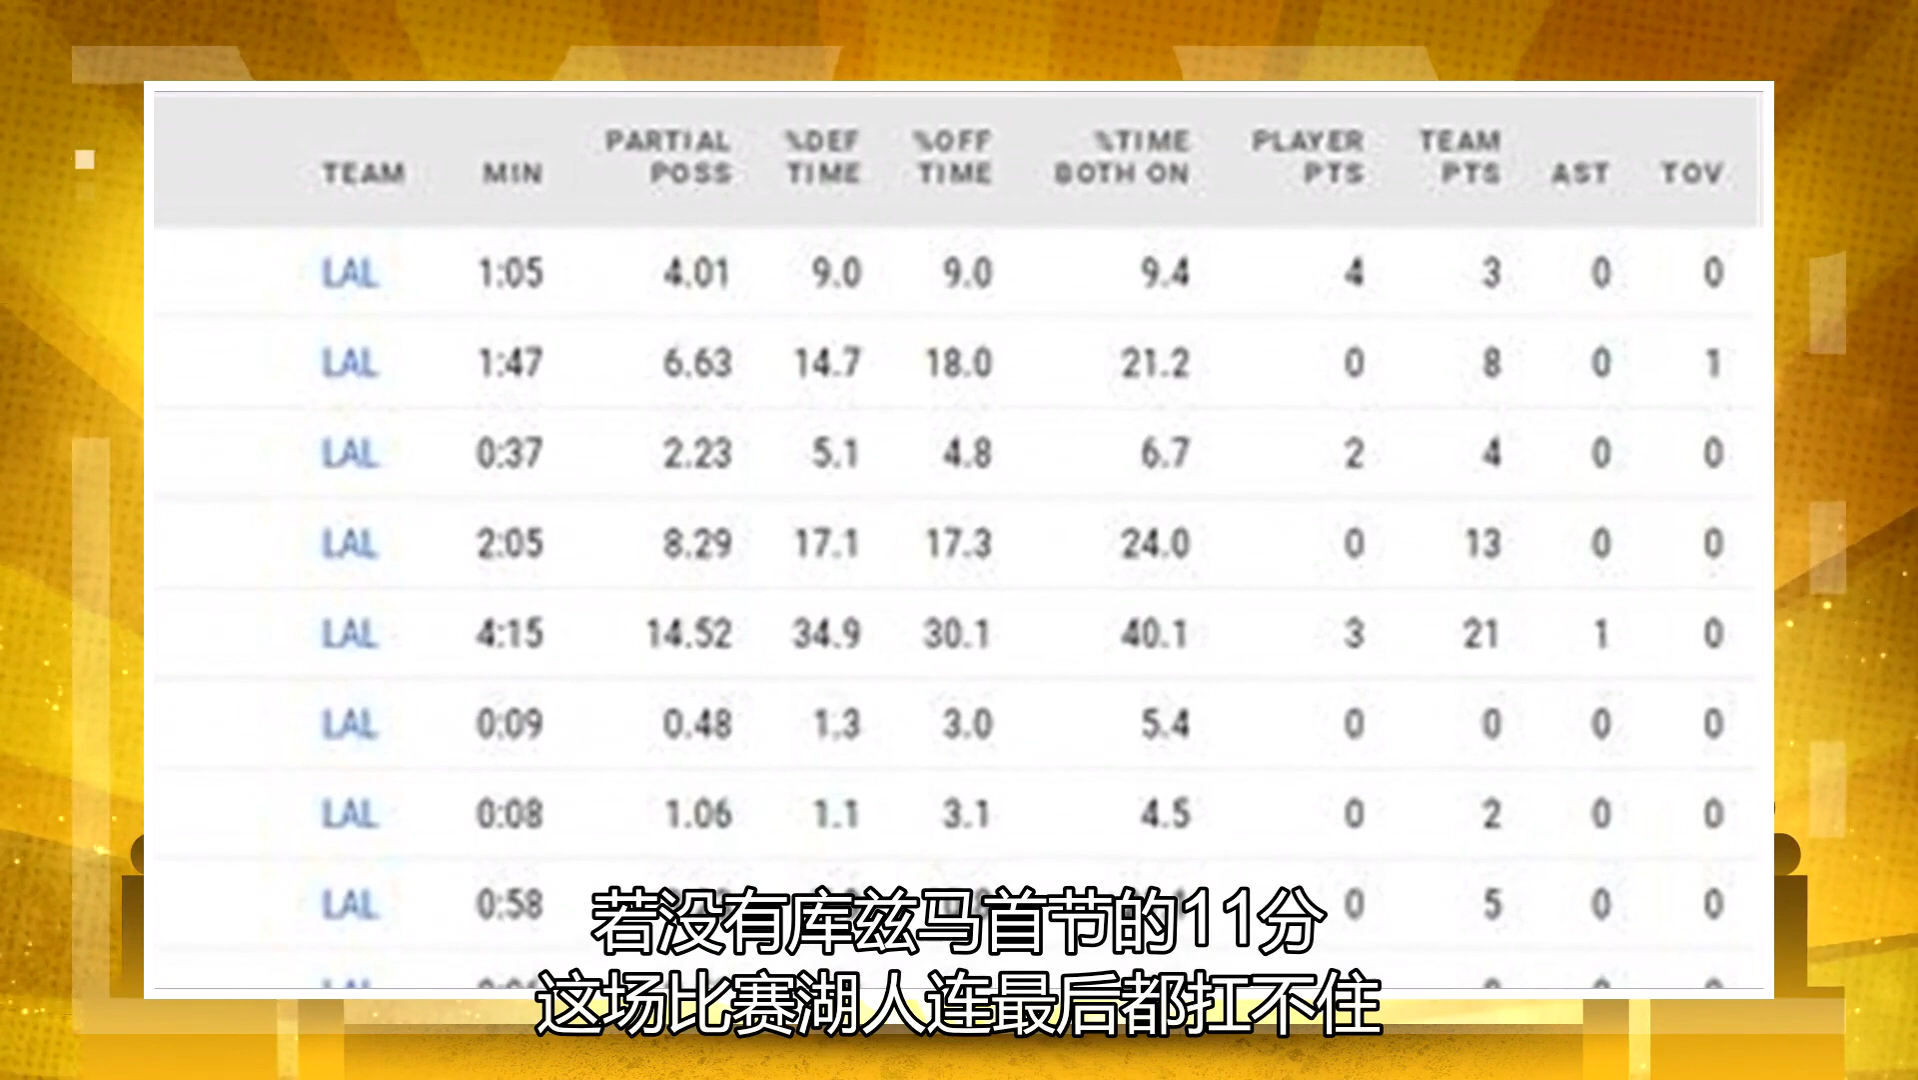 TEAM MIN PARTIAL POSS %DEF TIME %OFF TIME %TIME BOTH ON PLAYER PTS TEAM PTS AST TOV
LAL 1:05 4.01 9.0 9.0 9.4 4 3 0 0
LAL 1:47 6.63 14.7 18.0 21.2 0 8 0 1
LAL 0:37 2.23 5.1 4.8 6.7 2 4 0 0
LAL 2:05 8.29 17.1 17.3 24.0 0 13 0 0
LAL 4:15 14.52 34.9 30.1 40.1 3 21 1 0
LAL 0:09 0.48 1.3 3.0 5.4 0 0 0 0
LAL 0:08 1.06 1.1 3.1 4.5 0 2 0 0
LAL 0:58 0 5 0 0
若没有库兹马首节的11分
这场比赛湖人连最后都扛不住